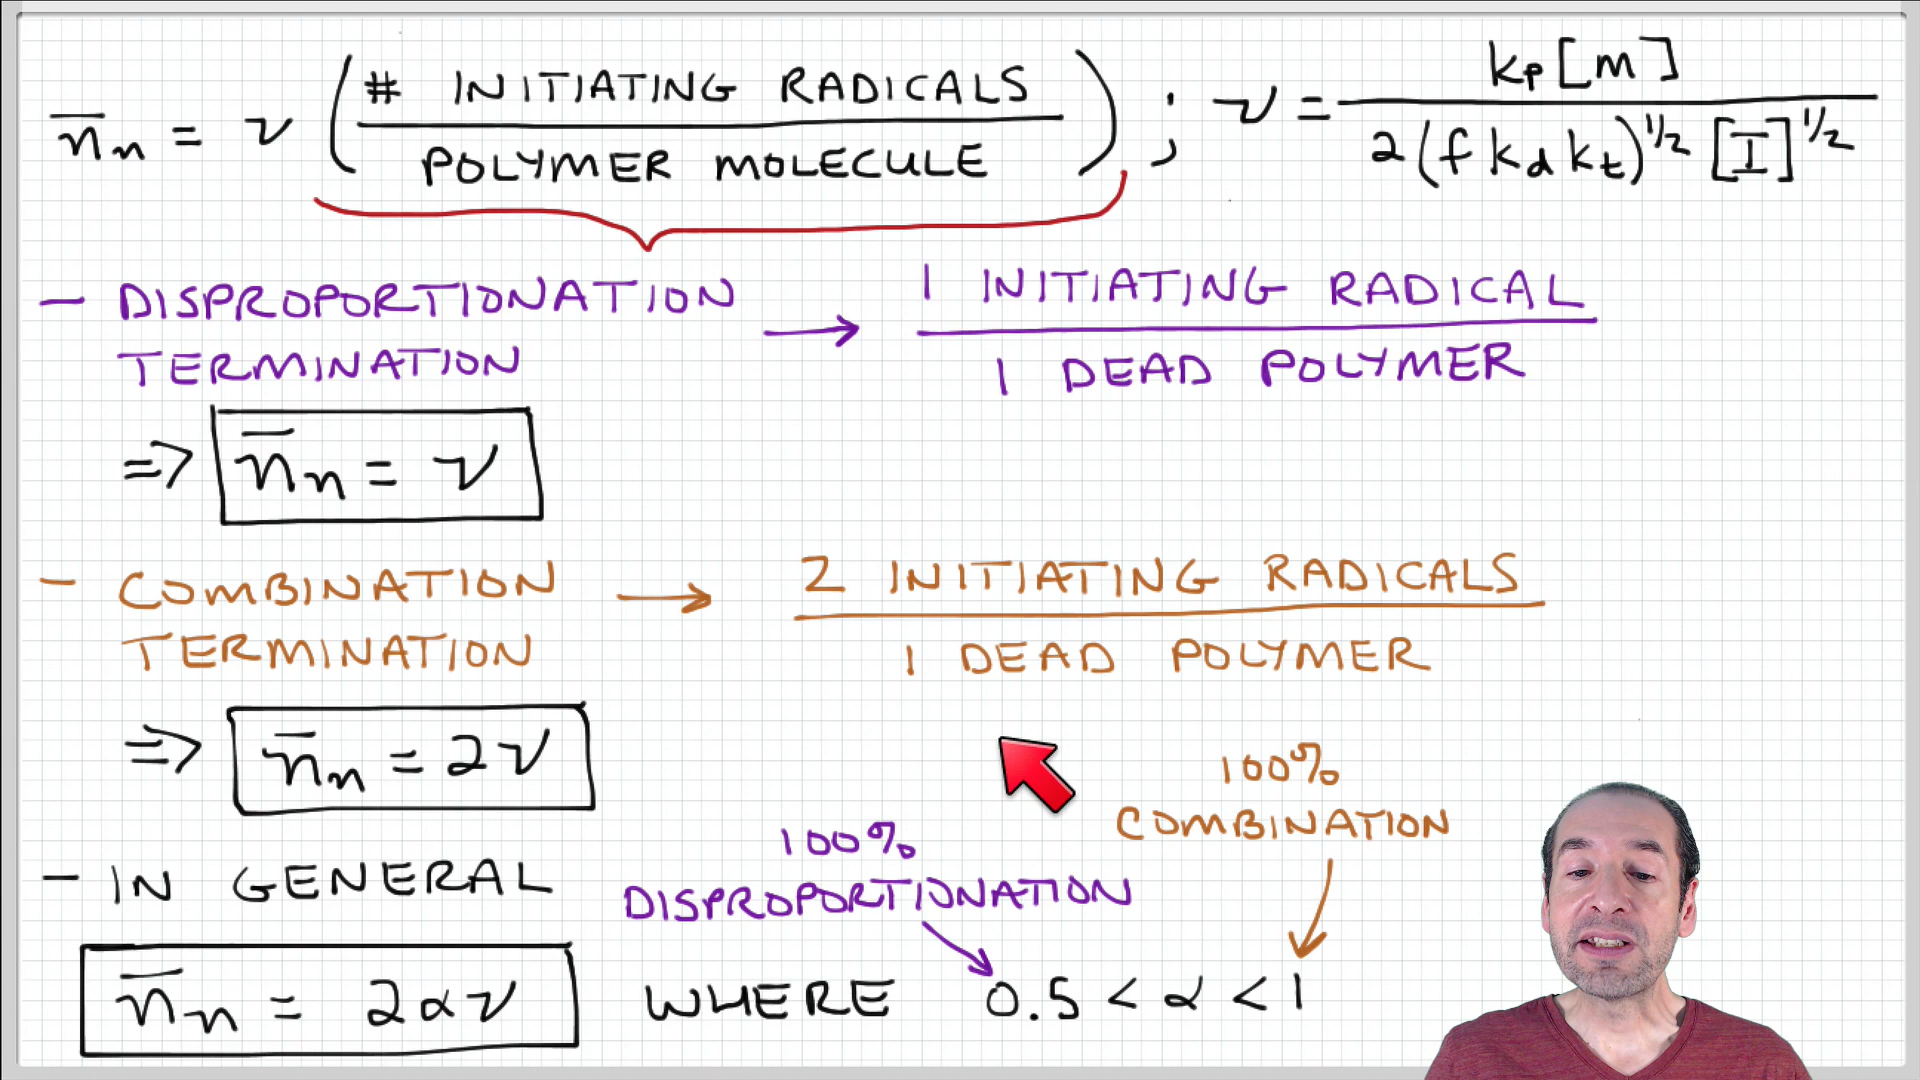 n̅ₙ = ν ( # INITIATING RADICALS / POLYMER MOLECULE ) ; ν = kₚ[M] / 2(f k_d k_t)^1/2 [I]^1/2
- DISPROPORTIONATION TERMINATION → 1 INITIATING RADICAL / 1 DEAD POLYMER
⇒ n̅ₙ = ν
- COMBINATION TERMINATION → 2 INITIATING RADICALS / 1 DEAD POLYMER
⇒ n̅ₙ = 2ν
- IN GENERAL
100% DISPROPORTIONATION
100% COMBINATION
n̅ₙ = 2αν WHERE 0.5 < α < 1